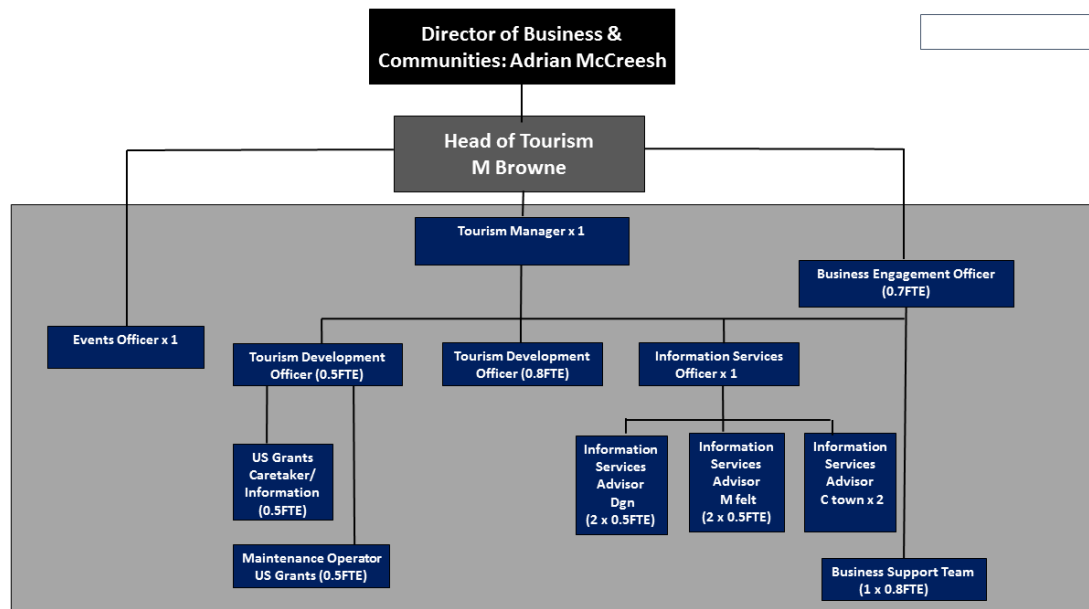 Director of Business &
Communities: Adrian McCreesh
Head of Tourism
M Browne
Tourism Manager x 1
Business Engagement Officer
(0.7FTE)
Events Officer x 1
Tourism Development
Officer (0.5FTE)
Tourism Development
Officer (0.8FTE)
Information Services
Officer x 1
US Grants
Caretaker/
Information
(0.5FTE)
Information
Services
Advisor
Dgn
(2 x 0.5FTE)
Information
Services
Advisor
M felt
(2 x 0.5FTE)
Information
Services
Advisor
C town x 2
Maintenance Operator
US Grants (0.5FTE)
Business Support Team
(1 x 0.8FTE)